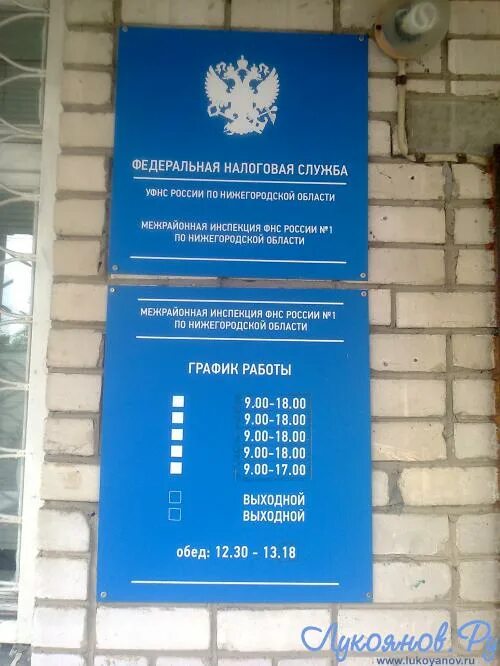 ФЕДЕРАЛЬНАЯ НАЛОГОВАЯ СЛУЖБА
УФНС РОССИИ ПО НИЖЕГОРОДСКОЙ ОБЛАСТИ
МЕЖРАЙОННАЯ ИНСПЕКЦИЯ ФНС РОССИИ №1
ПО НИЖЕГОРОДСКОЙ ОБЛАСТИ
МЕЖРАЙОННАЯ ИНСПЕКЦИЯ ФНС РОССИИ №1
ПО НИЖЕГОРОДСКОЙ ОБЛАСТИ
ГРАФИК РАБОТЫ
9.00-18.00
9.00-18.00
9.00-18.00
9.00-18.00
9.00-17.00
ВЫХОДНОЙ
ВЫХОДНОЙ
обед: 12.30 - 13.18
Лукоянов.Ру
www.lukoyanov.ru